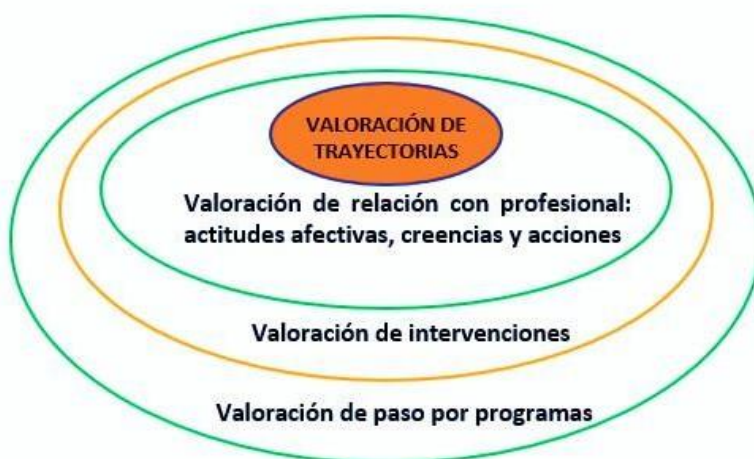 VALORACIÓN DE
TRAYECTORIAS
Valoración de relación con profesional:
actitudes afectivas, creencias y acciones
Valoración de intervenciones
Valoración de paso por programas